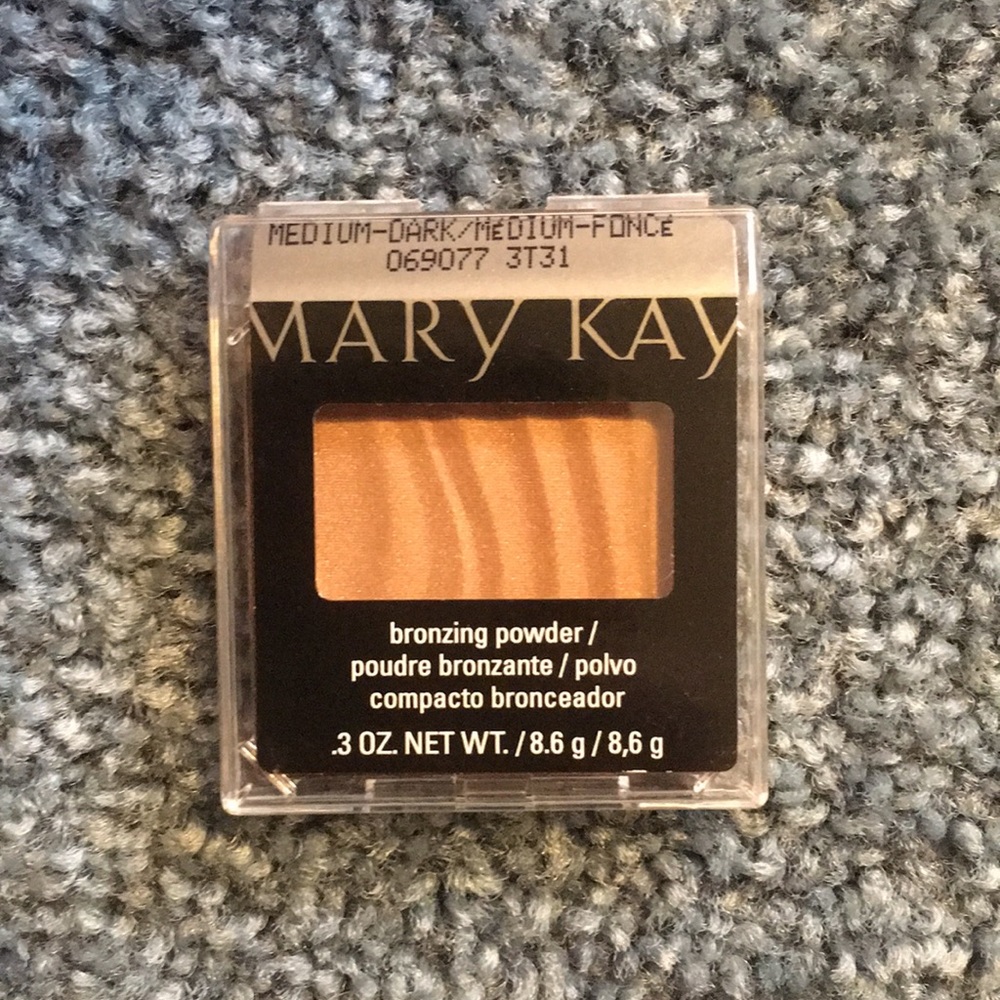 MEDIUM-DARK/MéDIUM-FONCé
069077 3T31
MARY KAY
bronzing powder /
poudre bronzante / polvo
compacto bronceador
.3 OZ. NET WT. / 8.6 g / 8,6 g